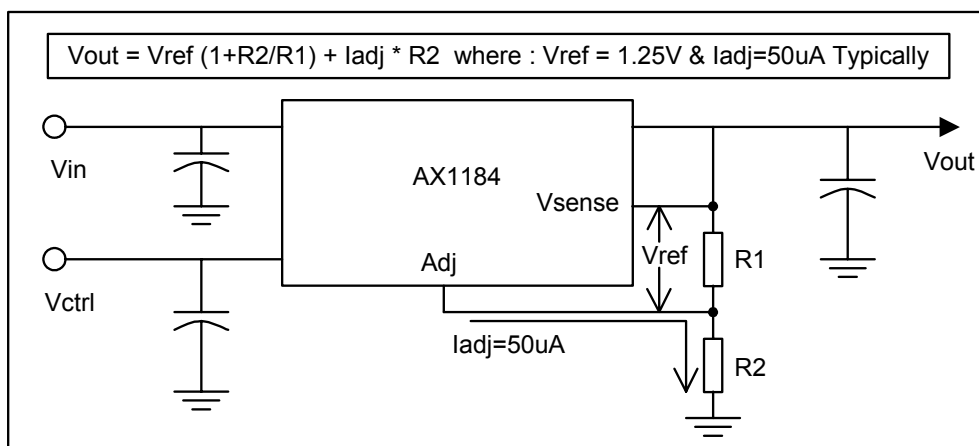 Vout = Vref (1+R2/R1) + Iadj * R2 where : Vref = 1.25V & Iadj=50uA Typically
Vin
AX1184
Vout
Vsense
Adj
Vref
R1
Vctrl
Iadj=50uA
R2